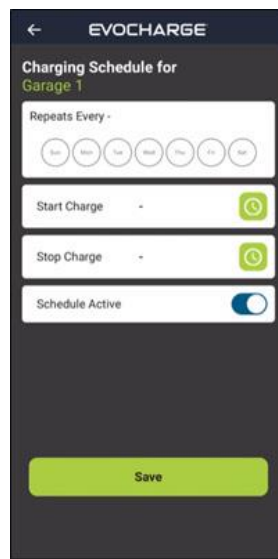 EVOCHARGE
Charging Schedule for
Garage 1
Repeats Every -
Sun Mon Tue Wed Thu Fri Sat
Start Charge -
Stop Charge -
Schedule Active
Save